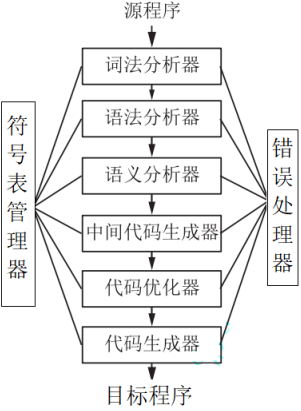 源程序
词法分析器
语法分析器
语义分析器
中间代码生成器
代码优化器
代码生成器
目标程序
符号表管理器
错误处理器